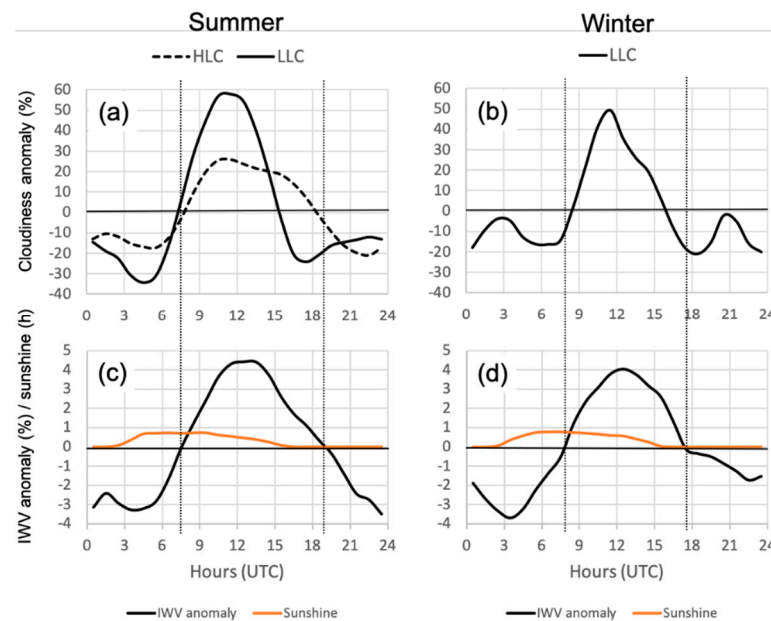 Summer Winter
HLC LLC LLC
Cloudiness anomaly (%)
60
50
40
30
20
10
0
-10
-20
-30
-40
(a)
0 3 6 9 12 15 18 21 24
60
50
40
30
20
10
0
-10
-20
-30
-40
(b)
0 3 6 9 12 15 18 21 24
IWV anomaly (%) / sunshine (h)
5
4
3
2
1
0
-1
-2
-3
-4
(c)
0 3 6 9 12 15 18 21 24
Hours (UTC)
IWV anomaly Sunshine
5
4
3
2
1
0
-1
-2
-3
-4
(d)
0 3 6 9 12 15 18 21 24
Hours (UTC)
IWV anomaly Sunshine